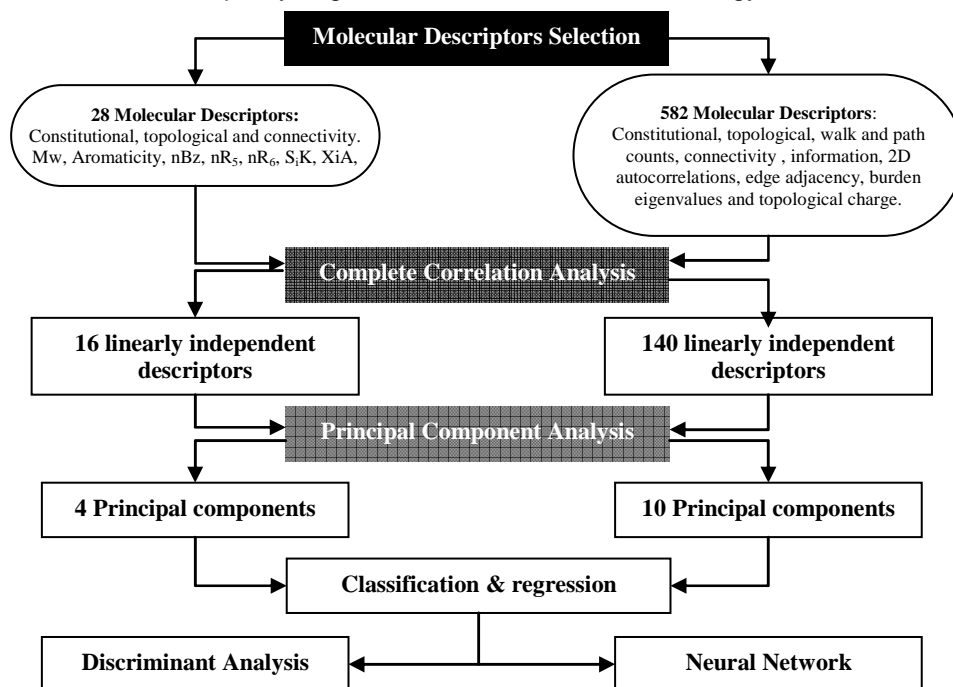 Molecular Descriptors Selection
28 Molecular Descriptors:
Constitutional, topological and connectivity.
Mw, Aromaticity, nBz, nR5, nR6, SiK, XiA,
582 Molecular Descriptors:
Constitutional, topological, walk and path
counts, connectivity , information, 2D
autocorrelations, edge adjacency, burden
eigenvalues and topological charge.
Complete Correlation Analysis
16 linearly independent
descriptors
140 linearly independent
descriptors
Principal Component Analysis
4 Principal components
10 Principal components
Classification & regression
Discriminant Analysis
Neural Network